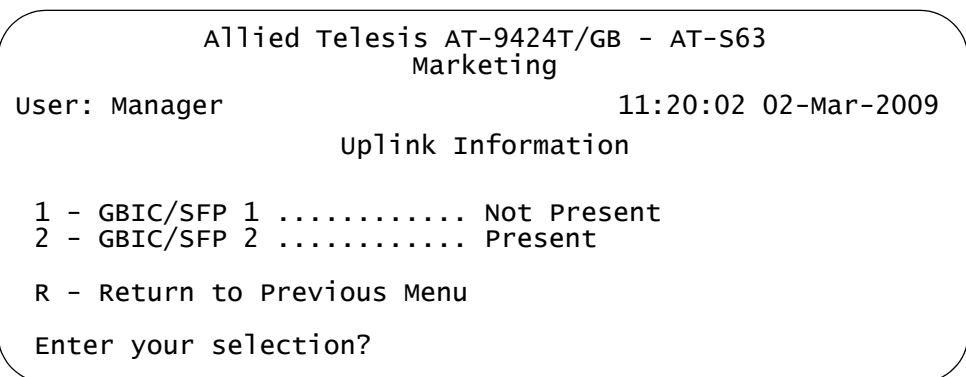 Allied Telesis AT-9424T/GB - AT-S63
Marketing
User: Manager 11:20:02 02-Mar-2009
Uplink Information
1 - GBIC/SFP 1 ............ Not Present
2 - GBIC/SFP 2 ............ Present
R - Return to Previous Menu
Enter your selection?